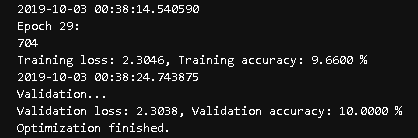 2019-10-03 00:38:14.540590
Epoch 29:
704
Training loss: 2.3046, Training accuracy: 9.6600 %
2019-10-03 00:38:24.743875
Validation...
Validation loss: 2.3038, Validation accuracy: 10.0000 %
Optimization finished.